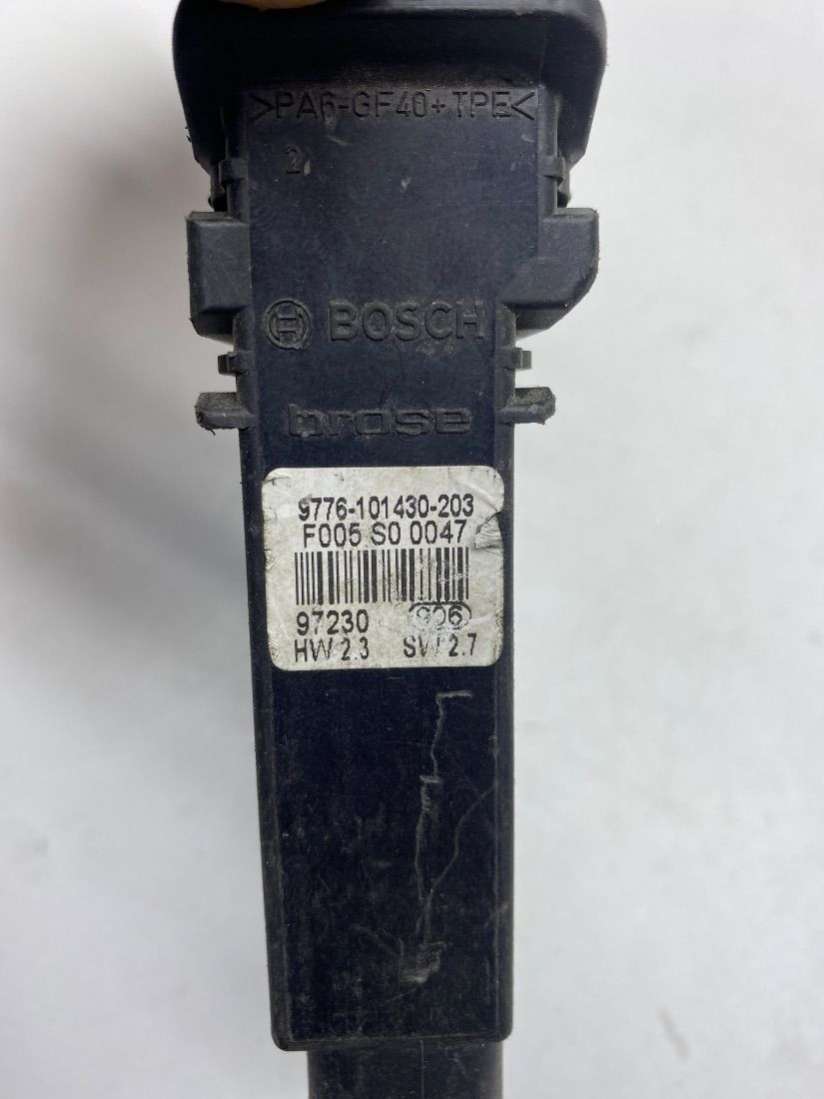 >PA6-GF40+TPE<
2
BOSCH
brose
9776-101430-203
F005 S0 0047
97230 906
HW 2.3 SW 2.7